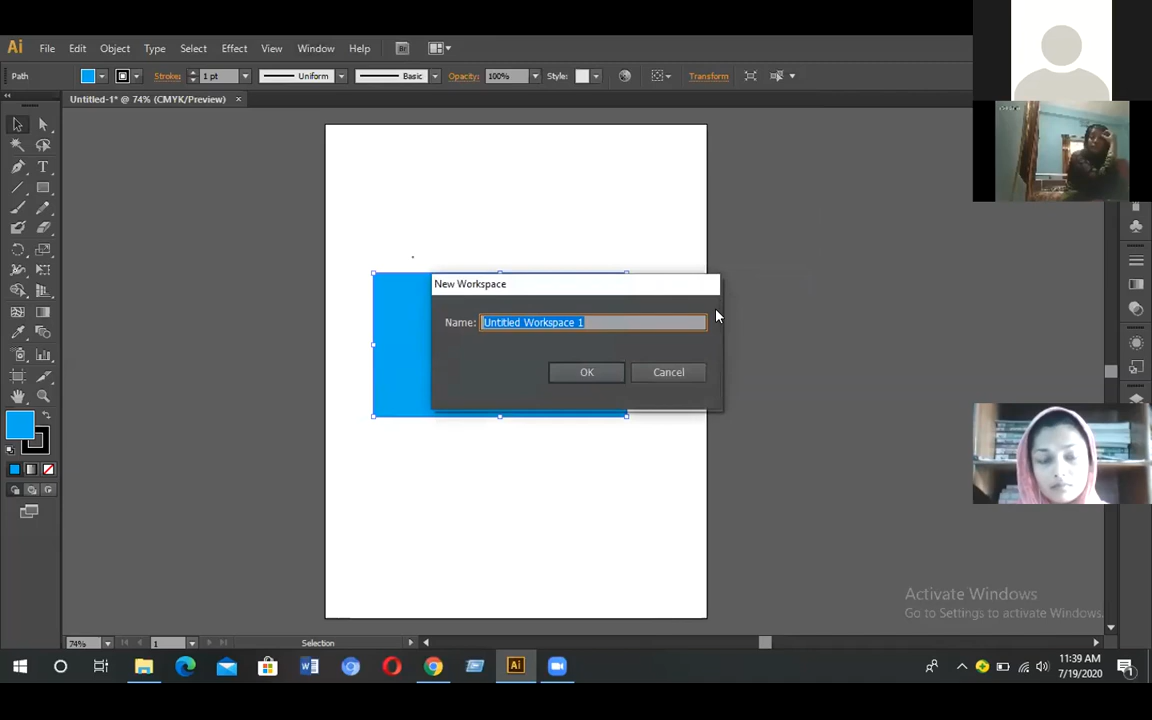 Ai File Edit Object Type Select Effect View Window Help Br
Path Stroke: 1 pt Uniform Basic Opacity: 100% Style: Transform
Untitled-1* @ 74% (CMYK/Preview) ×
New Workspace
Name: Untitled Workspace 1
OK Cancel
Activate Windows
Go to Settings to activate Windows.
74% 1 Selection
11:39 AM
7/19/2020